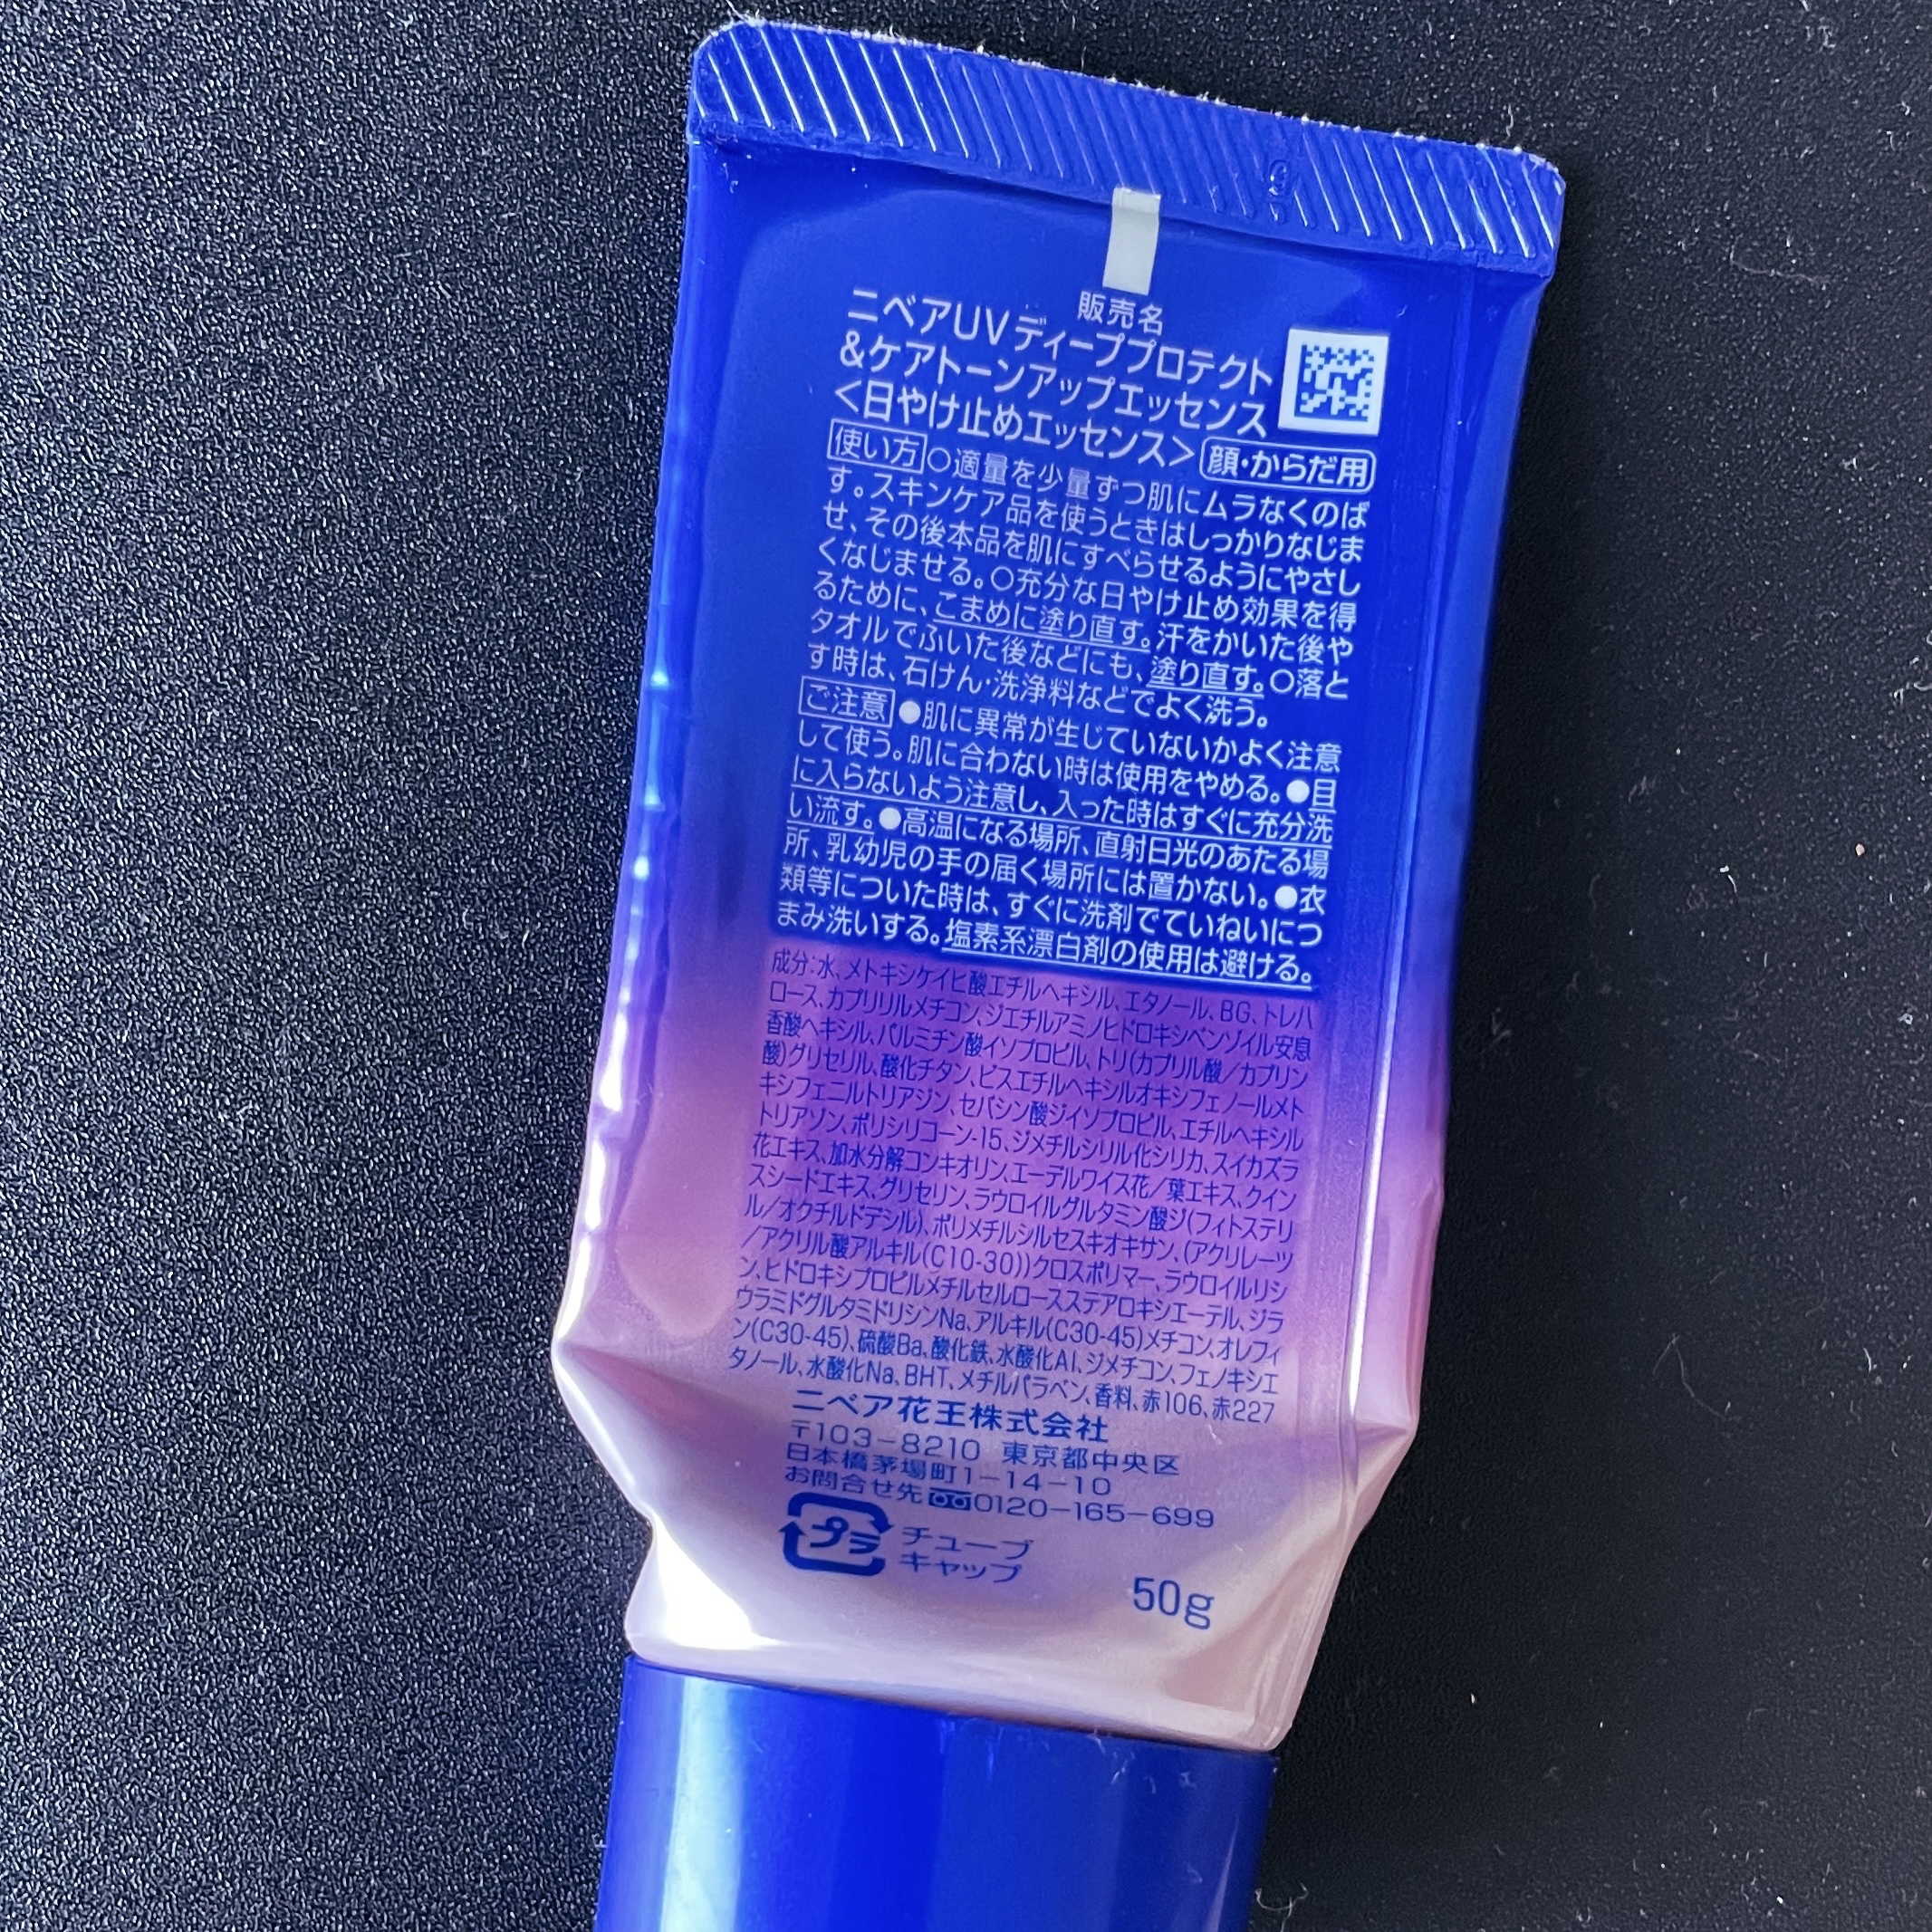 販売名
ニベアUVディーププロテクト
&ケアトーンアップエッセンス
<日やけ止めエッセンス> 顔・からだ用
使い方 ○適量を少量ずつ肌にムラなくのば
す。スキンケア品を使うときはしっかりなじま
せ、その後本品を肌にすべらせるようにやさし
くなじませる。○充分な日やけ止め効果を得
るために、こまめに塗り直す。汗をかいた後や
タオルでふいた後などにも、塗り直す。○落と
す時は、石けん・洗浄料などでよく洗う。
ご注意 ●肌に異常が生じていないかよく注意
して使う。肌に合わない時は使用をやめる。●目
に入らないよう注意し、入った時はすぐに充分洗
い流す。●高温になる場所、直射日光のあたる場
所、乳幼児の手の届く場所には置かない。●衣
類等についた時は、すぐに洗剤でていねいにつ
まみ洗いする。塩素系漂白剤の使用は避ける。
成分:水、メトキシケイヒ酸エチルヘキシル、エタノール、BG、トレハ
ロース、カプリリルメチコン、ジエチルアミノヒドロキシベンゾイル安息
香酸ヘキシル、パルミチン酸イソプロピル、トリ(カプリル酸/カプリン
酸)グリセリル、酸化チタン、ビスエチルヘキシルオキシフェノールメト
キシフェニルトリアジン、セバシン酸ジイソプロピル、エチルヘキシル
トリアゾン、ポリシリコーン-15、ジメチルシリル化シリカ、スイカズラ
花エキス、加水分解コンキオリン、エーデルワイス花/葉エキス、クイン
スシードエキス、グリセリン、ラウロイルグルタミン酸ジ(フィトステリ
ル/オクチルドデシル)、ポリメチルシルセスキオキサン、(アクリレーツ
/アクリル酸アルキル(C10-30))クロスポリマー、ラウロイルリシ
ン、ヒドロキシプロピルメチルセルロースステアロキシエーテル、ジラ
ウラミドグルタミドリシンNa、アルキル(C30-45)メチコン、オレフィ
ン(C30-45)、硫酸Ba、酸化鉄、水酸化Al、ジメチコン、フェノキシエ
タノール、水酸化Na、BHT、メチルパラベン、香料、赤106、赤227
ニベア花王株式会社
〒103-8210 東京都中央区
日本橋茅場町1-14-10
お問合せ先 0120-165-699
プラ チューブ
キャップ
50g